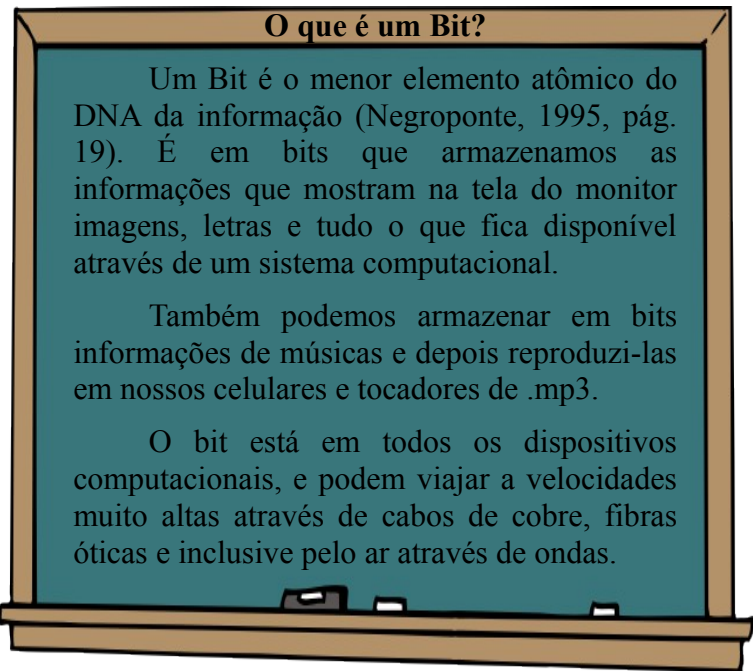 O que é um Bit?
Um Bit é o menor elemento atômico do
DNA da informação (Negroponte, 1995, pág.
19). É em bits que armazenamos as
informações que mostram na tela do monitor
imagens, letras e tudo o que fica disponível
através de um sistema computacional.
Também podemos armazenar em bits
informações de músicas e depois reproduzi-las
em nossos celulares e tocadores de .mp3.
O bit está em todos os dispositivos
computacionais, e podem viajar a velocidades
muito altas através de cabos de cobre, fibras
óticas e inclusive pelo ar através de ondas.